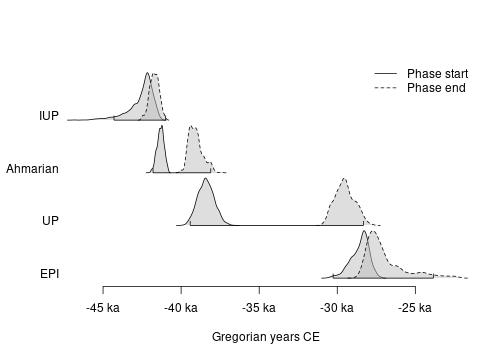 Phase start
Phase end
IUP
Ahmarian
UP
EPI
-45 ka -40 ka -35 ka -30 ka -25 ka
Gregorian years CE